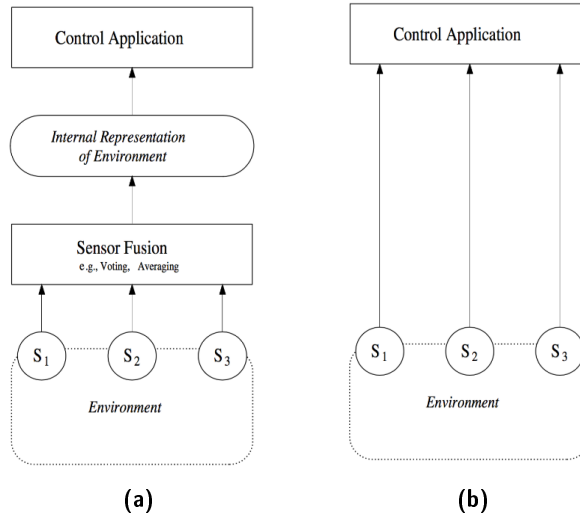 Control Application
Internal Representation
of Environment
Sensor Fusion
e.g., Voting, Averaging
S1 S2 S3
Environment
(a)
Control Application
S1 S2 S3
Environment
(b)